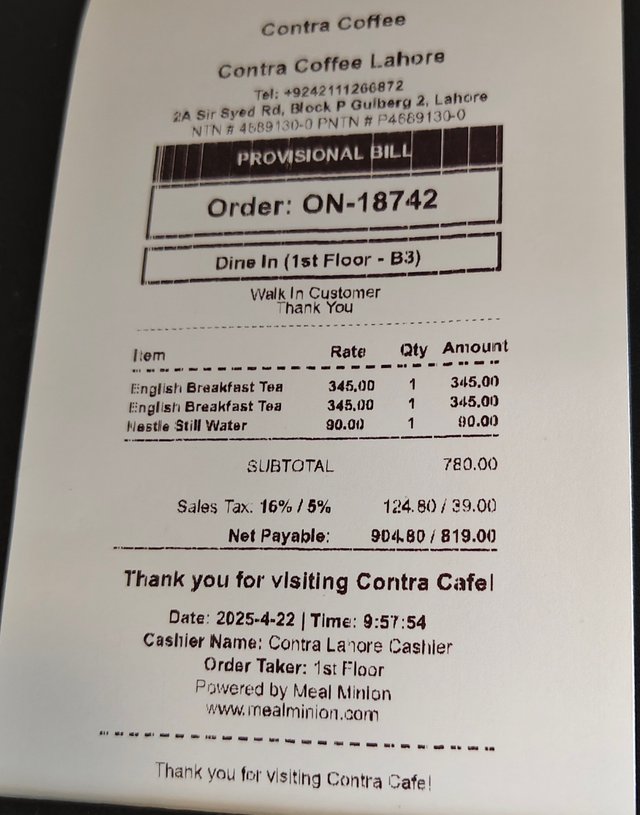 Contra Coffee
Contra Coffee Lahore
Tel: +9242111266872
2A Sir Syed Rd, Block P Gulberg 2, Lahore
NTN # 4689130-0 PNTN # P4689130-0
PROVISIONAL BILL
Order: ON-18742
Dine In (1st Floor - B3)
Walk In Customer
Thank You
Item Rate Qty Amount
English Breakfast Tea 345.00 1 345.00
English Breakfast Tea 345.00 1 345.00
Nestle Still Water 90.00 1 90.00
SUBTOTAL 780.00
Sales Tax: 16% / 5% 124.80 / 39.00
Net Payable: 904.80 / 819.00
Thank you for visiting Contra Cafe!
Date: 2025-4-22 | Time: 9:57:54
Cashier Name: Contra Lahore Cashier
Order Taker: 1st Floor
Powered by Meal Minion
www.mealminion.com
Thank you for visiting Contra Cafe!